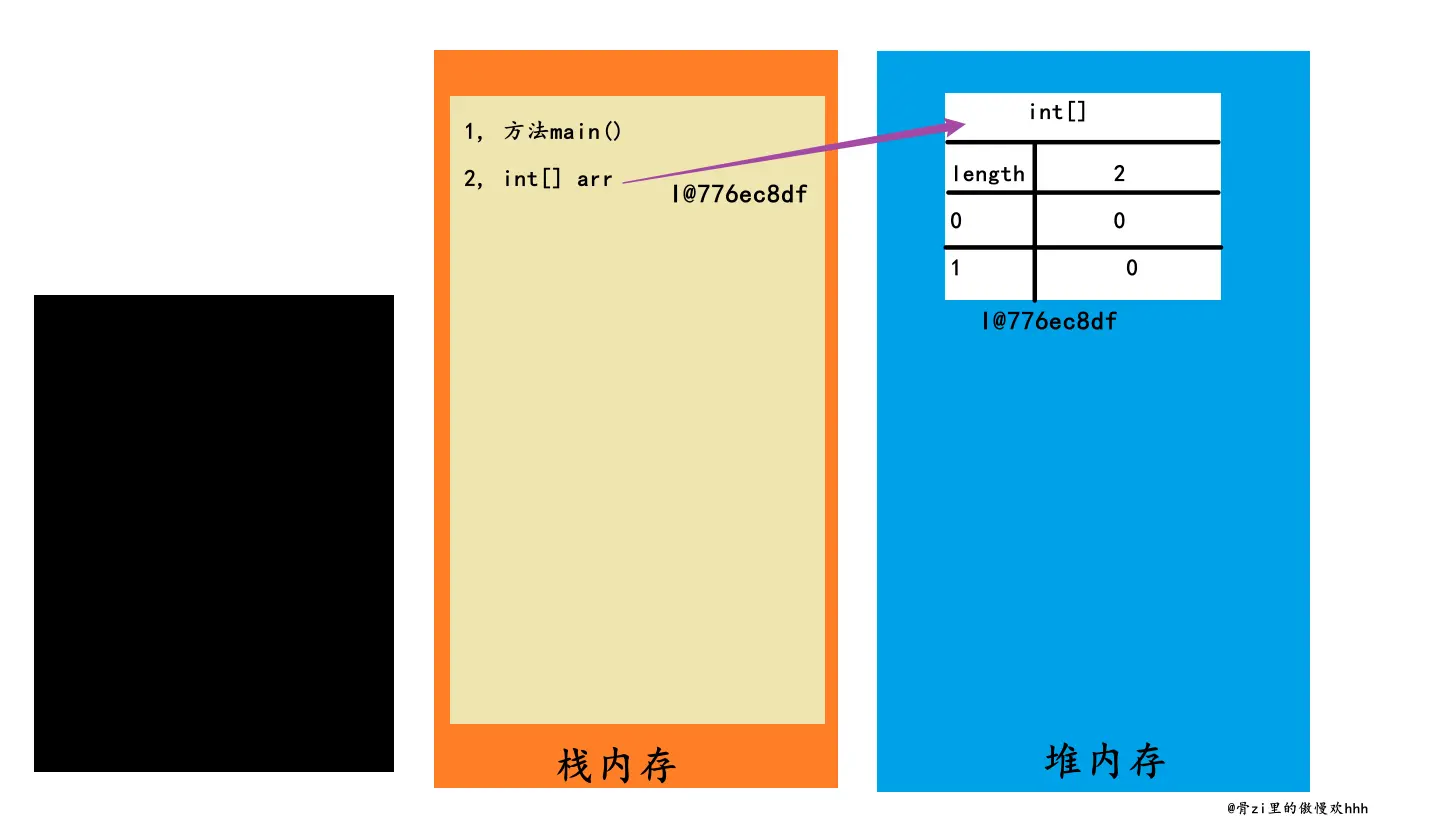 1, 方法main()
2, int[] arr
l@776ec8df
栈内存
int[]
length 2
0 0
1 0
l@776ec8df
堆内存
@骨zi里的傲慢欢hhh